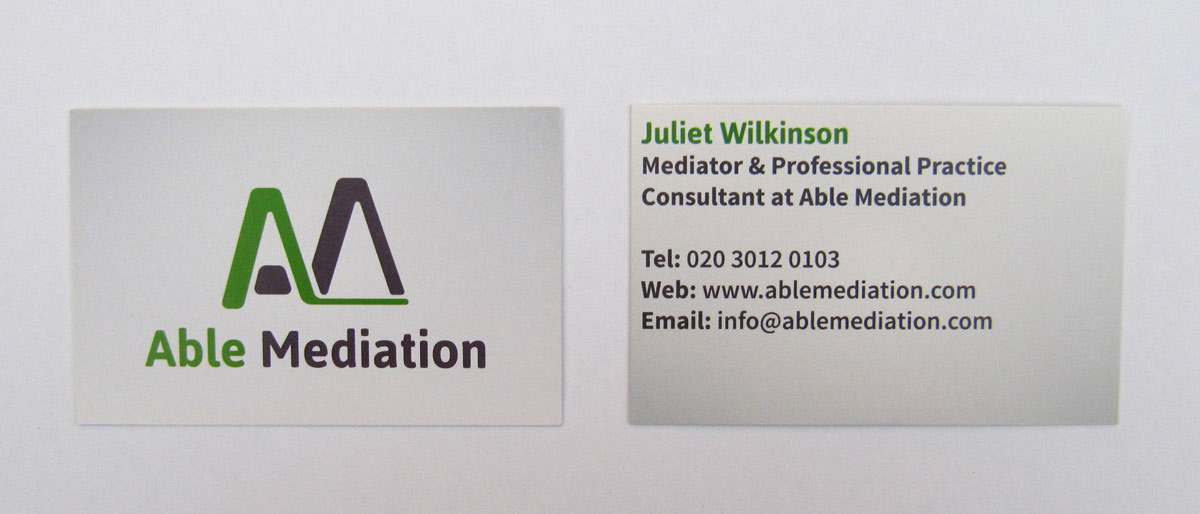 Able Mediation
Juliet Wilkinson
Mediator & Professional Practice
Consultant at Able Mediation
Tel: 020 3012 0103
Web: www.ablemediation.com
Email: info@ablemediation.com